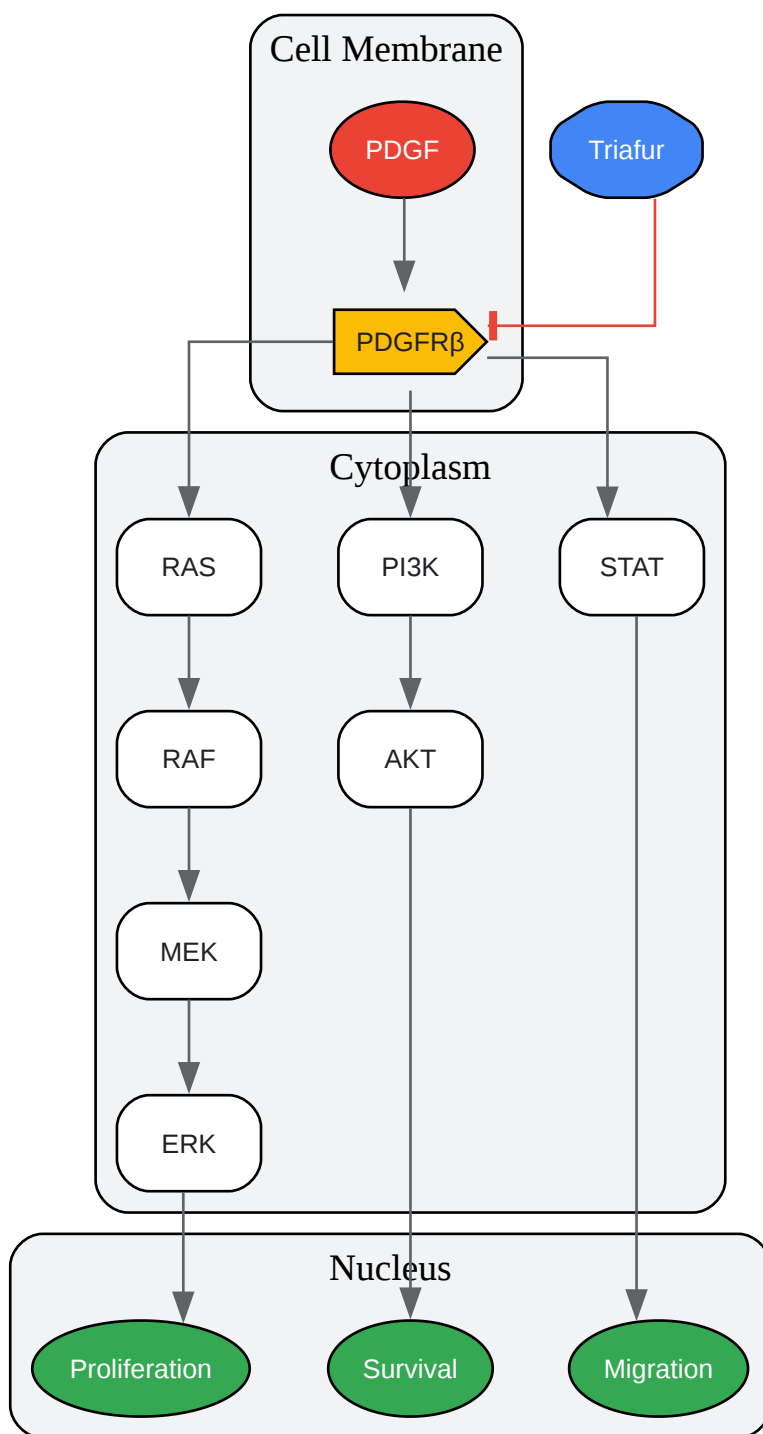 Cell Membrane
PDGF
Triafur
PDGFRβ
Cytoplasm
RAS
PI3K
STAT
RAF
AKT
MEK
ERK
Nucleus
Proliferation
Survival
Migration